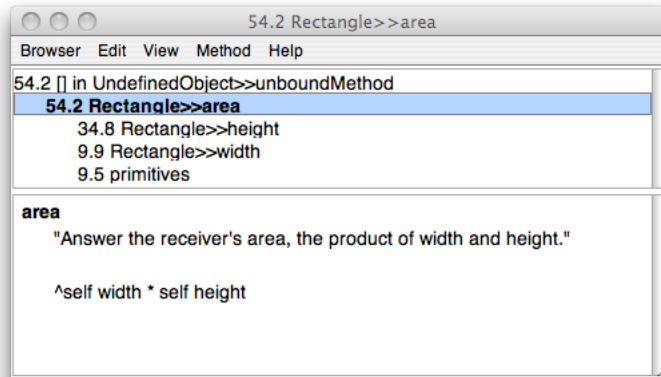 54.2 Rectangle>>area
Browser Edit View Method Help
54.2 [] in UndefinedObject>>unboundMethod
54.2 Rectangle>>area
34.8 Rectangle>>height
9.9 Rectangle>>width
9.5 primitives
area
"Answer the receiver's area, the product of width and height."
^self width * self height